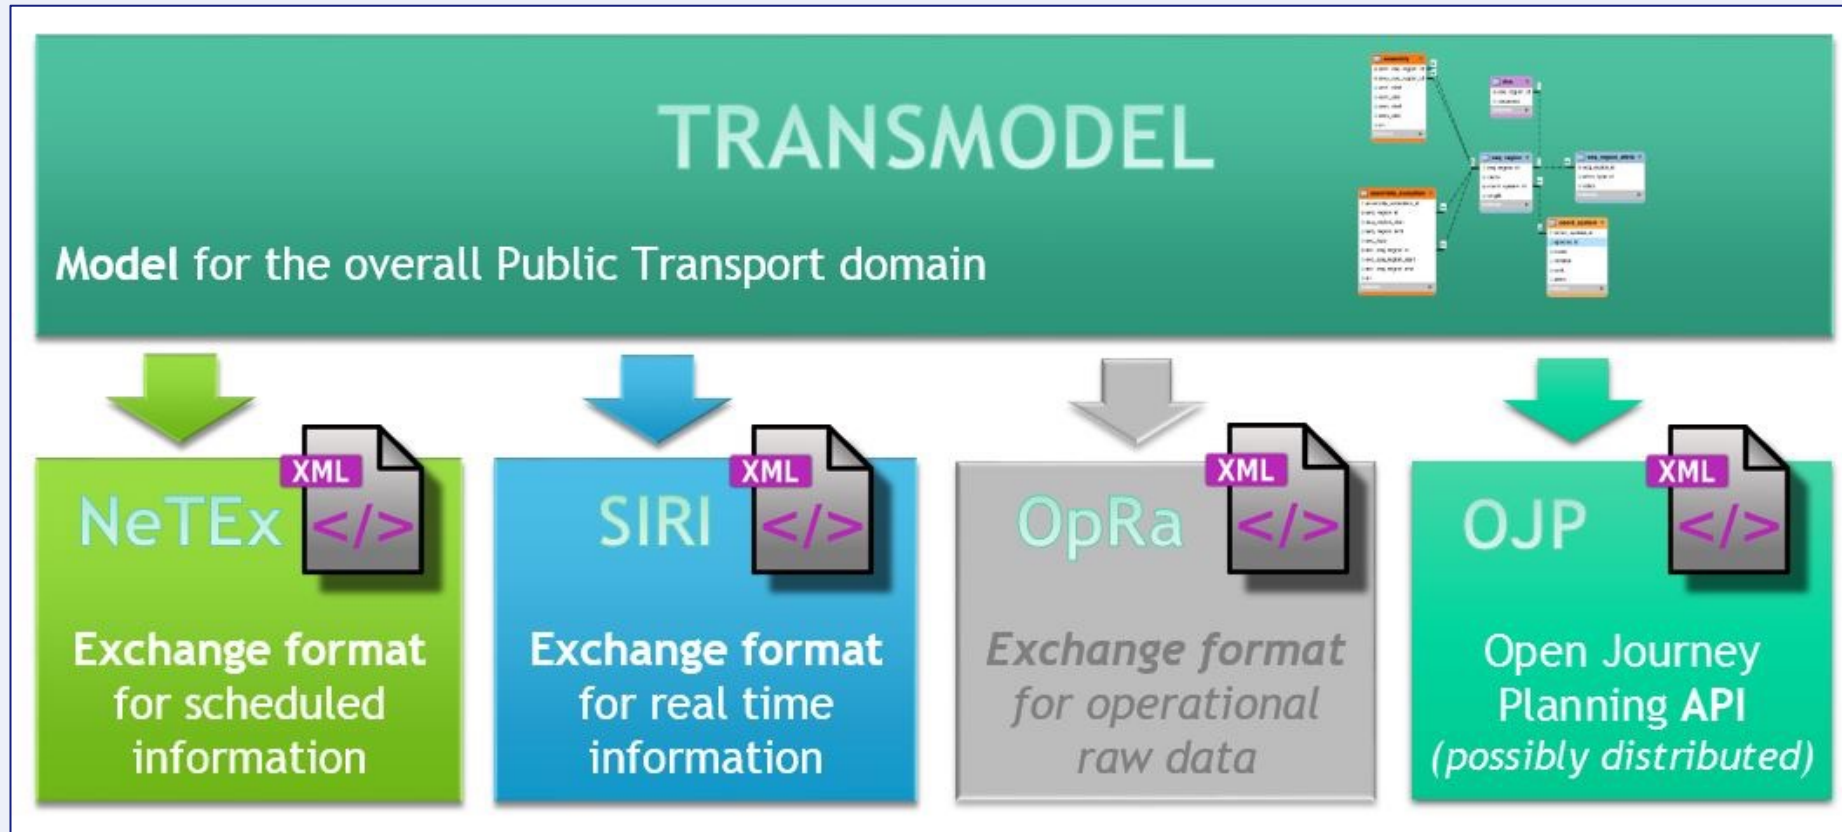 TRANSMODEL
Model for the overall Public Transport domain
XML
</>
NeTEx
Exchange format
for scheduled
information
XML
</>
SIRI
Exchange format
for real time
information
XML
</>
OpRa
Exchange format
for operational
raw data
XML
</>
OJP
Open Journey
Planning API
(possibly distributed)